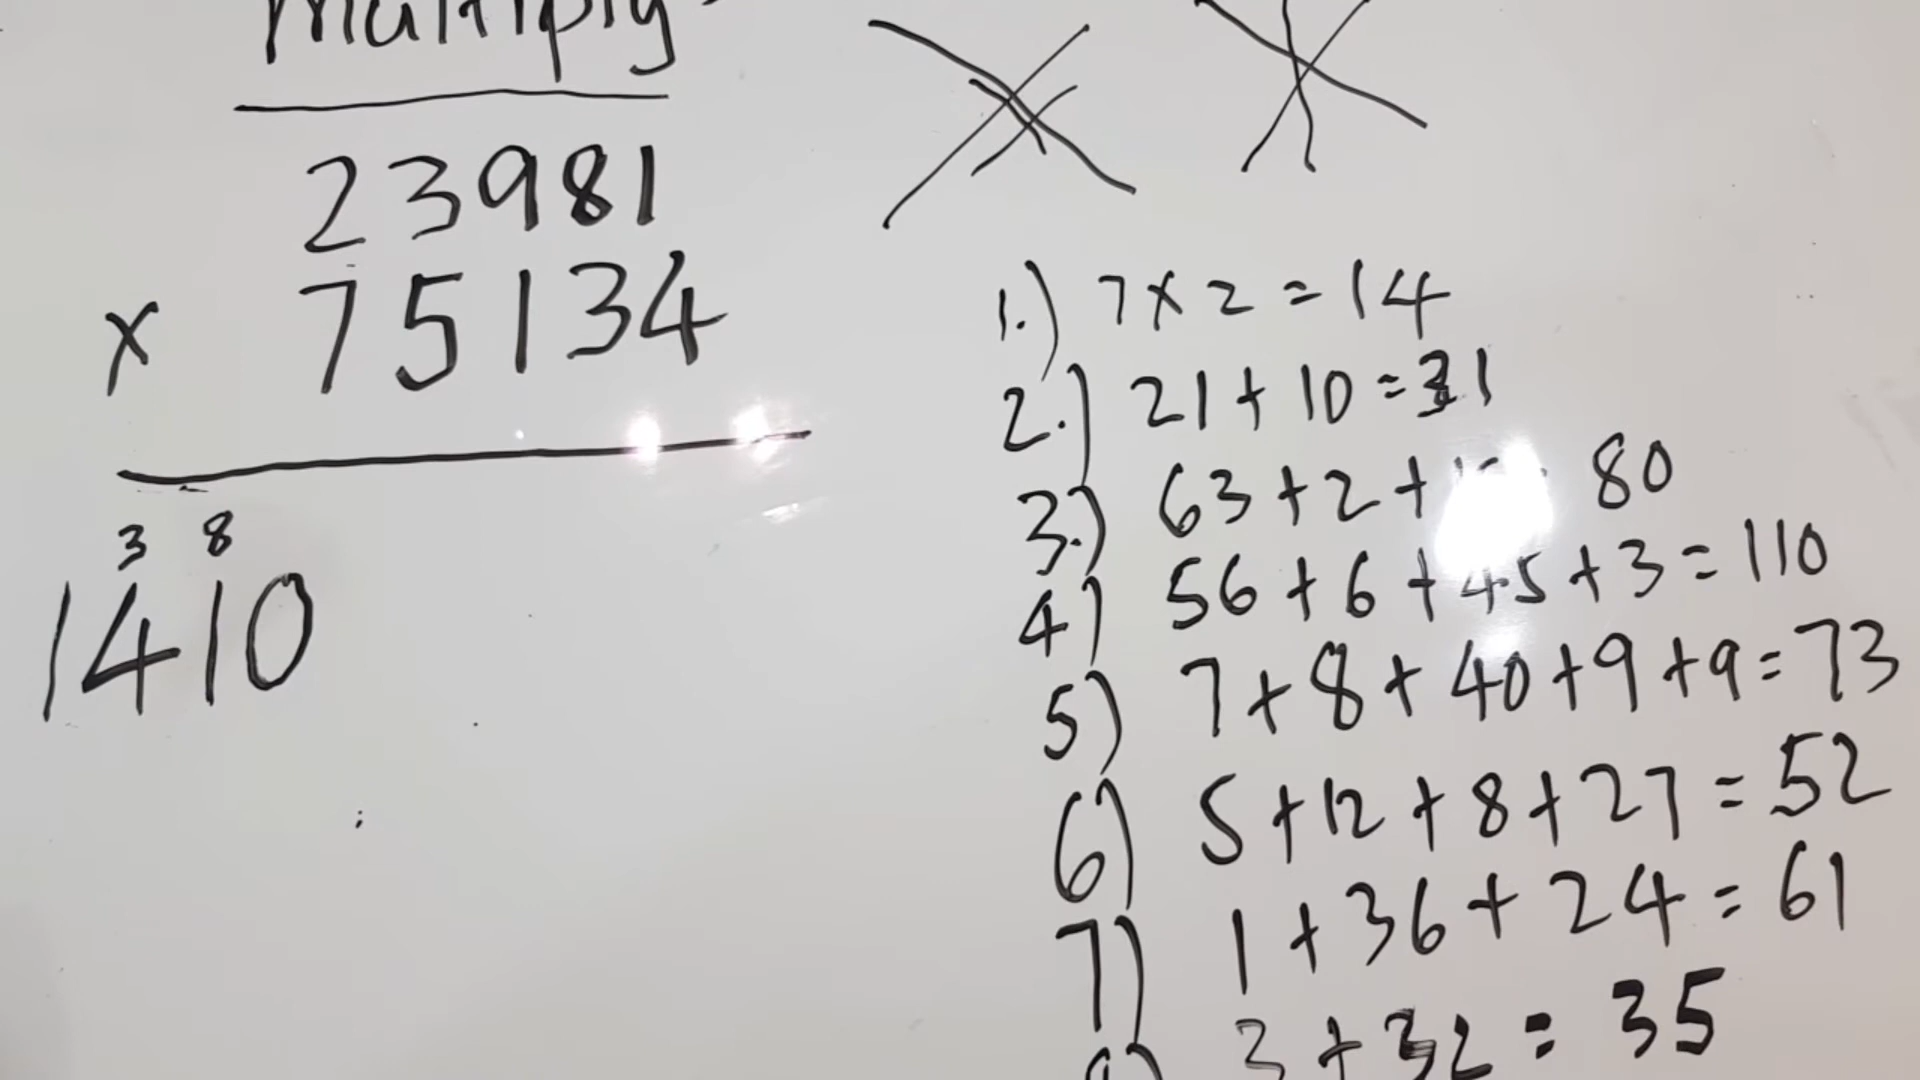 Multiply
23981
x 75134
3 8
1410
1.) 7x2=14
2.) 21+10=31
3.) 63+2+ 80
4) 56+6+45+3=110
5) 7+8+40+9+9=73
6) 5+12+8+27=52
7) 1+36+24=61
3+32=35